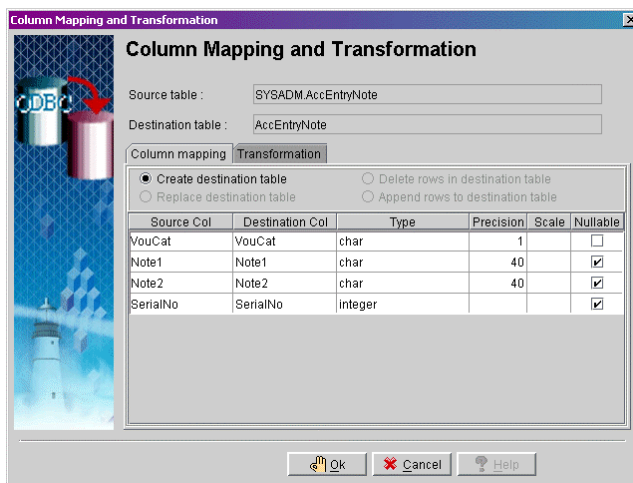 Column Mapping and Transformation
Column Mapping and Transformation
ODBC
Source table : SYSADM.AccEntryNote
Destination table : AccEntryNote
Column mapping Transformation
Create destination table Delete rows in destination table
Replace destination table Append rows to destination table
Source Col Destination Col Type Precision Scale Nullable
VouCat VouCat char 1
Note1 Note1 char 40
Note2 Note2 char 40
SerialNo SerialNo integer
Ok Cancel Help